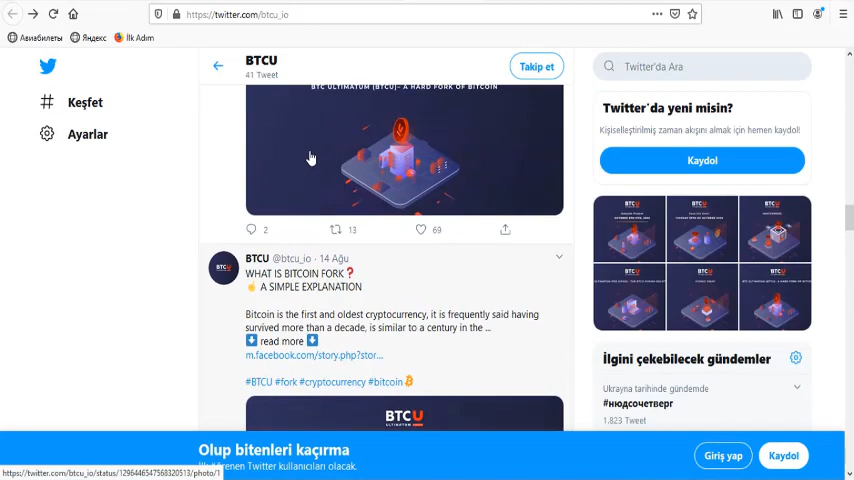 https://twitter.com/btcu_io
Авиабилеты
Яндекс
İlk Adım
Keşfet
Ayarlar
BTCU
41 Tweet
Takip et
BTC ULTIMATUM (BTCU)- A HARD FORK OF BITCOIN
2
13
69
BTCU @btcu_io · 14 Ağu
WHAT IS BITCOIN FORK❓
☝ A SIMPLE EXPLANATION
Bitcoin is the first and oldest cryptocurrency, it is frequently said having
survived more than a decade, is similar to a century in the ...
⬇ read more ⬇
m.facebook.com/story.php?stor...
#BTCU #fork #cryptocurrency #bitcoin
BTCU
ULTIMATUM
Twitter'da Ara
Twitter'da yeni misin?
Kişiselleştirilmiş zaman akışını almak için hemen kaydol!
Kaydol
İlgini çekebilecek gündemler
Ukrayna tarihinde gündemde
#нюдсочетверг
1.823 Tweet
Olup bitenleri kaçırma
kullanıcıları olacak.
Giriş yap
Kaydol
https://twitter.com/btcu_io/status/1296446547568320513/photo/1